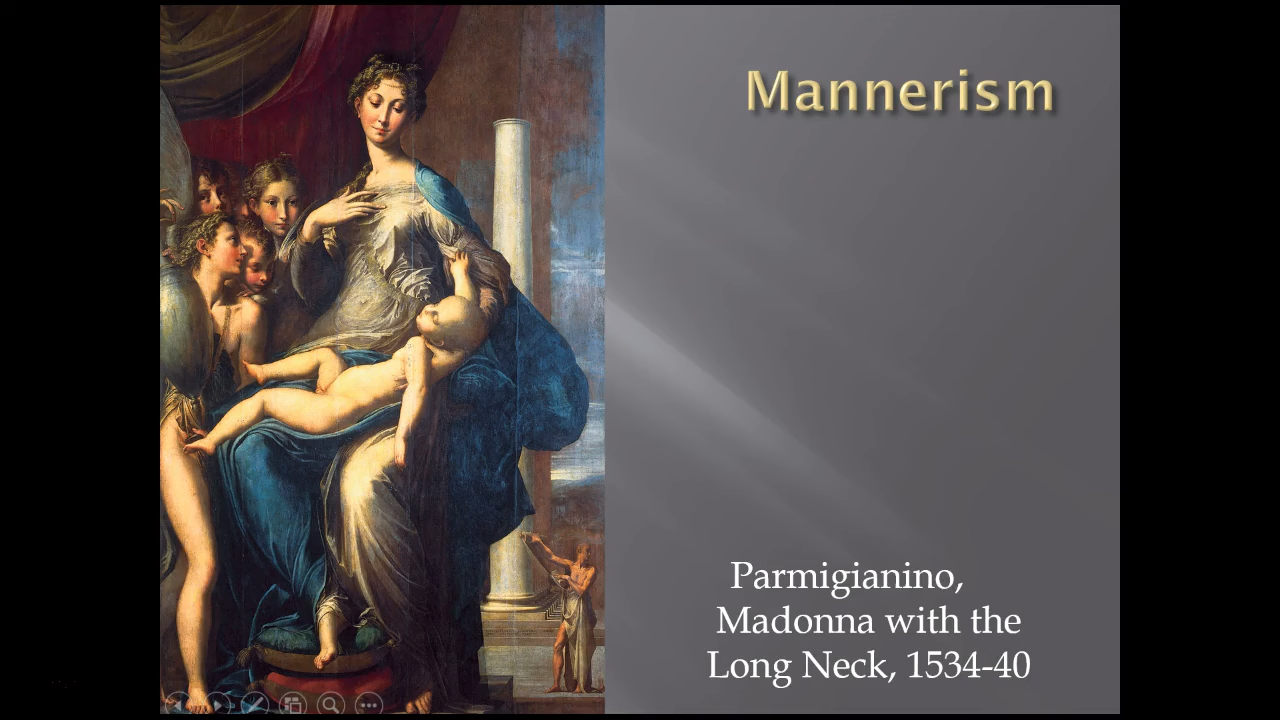 Mannerism
Parmigianino,
Madonna with the
Long Neck, 1534-40